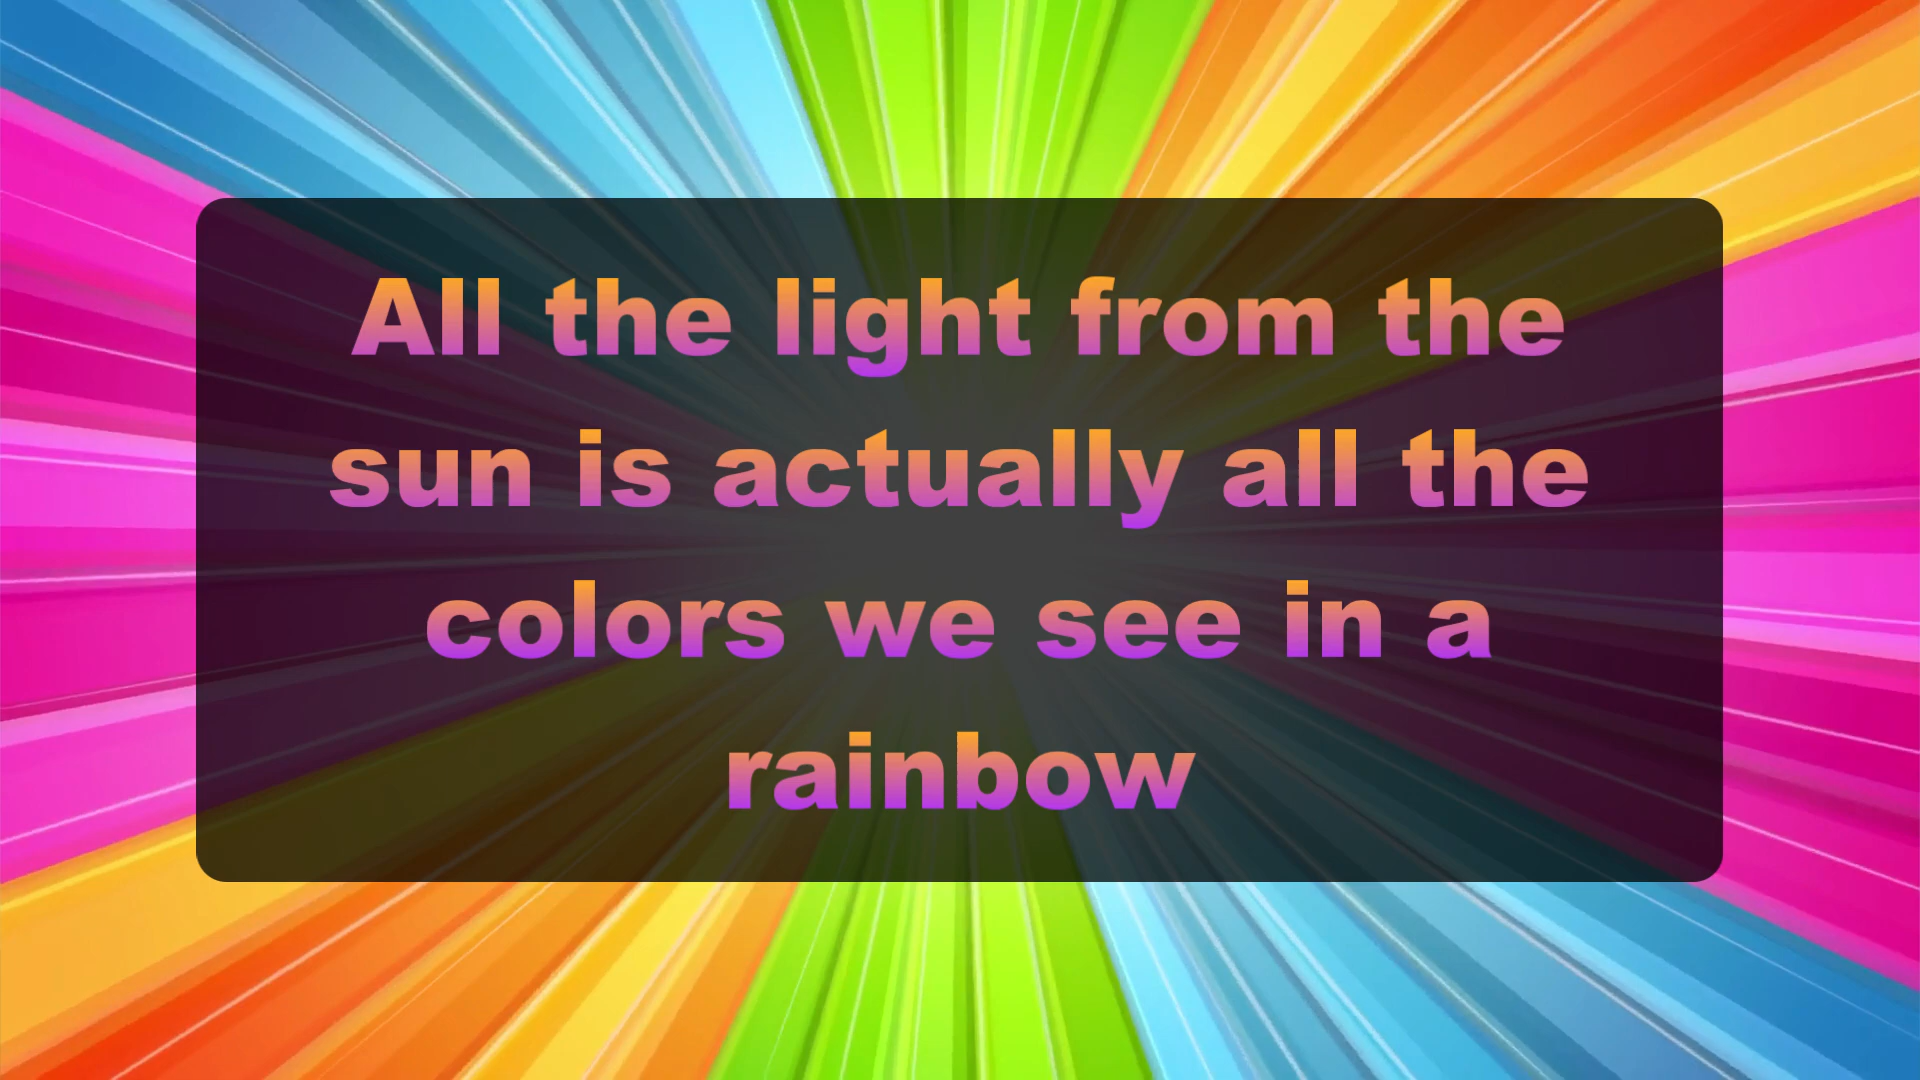 All the light from the
sun is actually all the
colors we see in a
rainbow